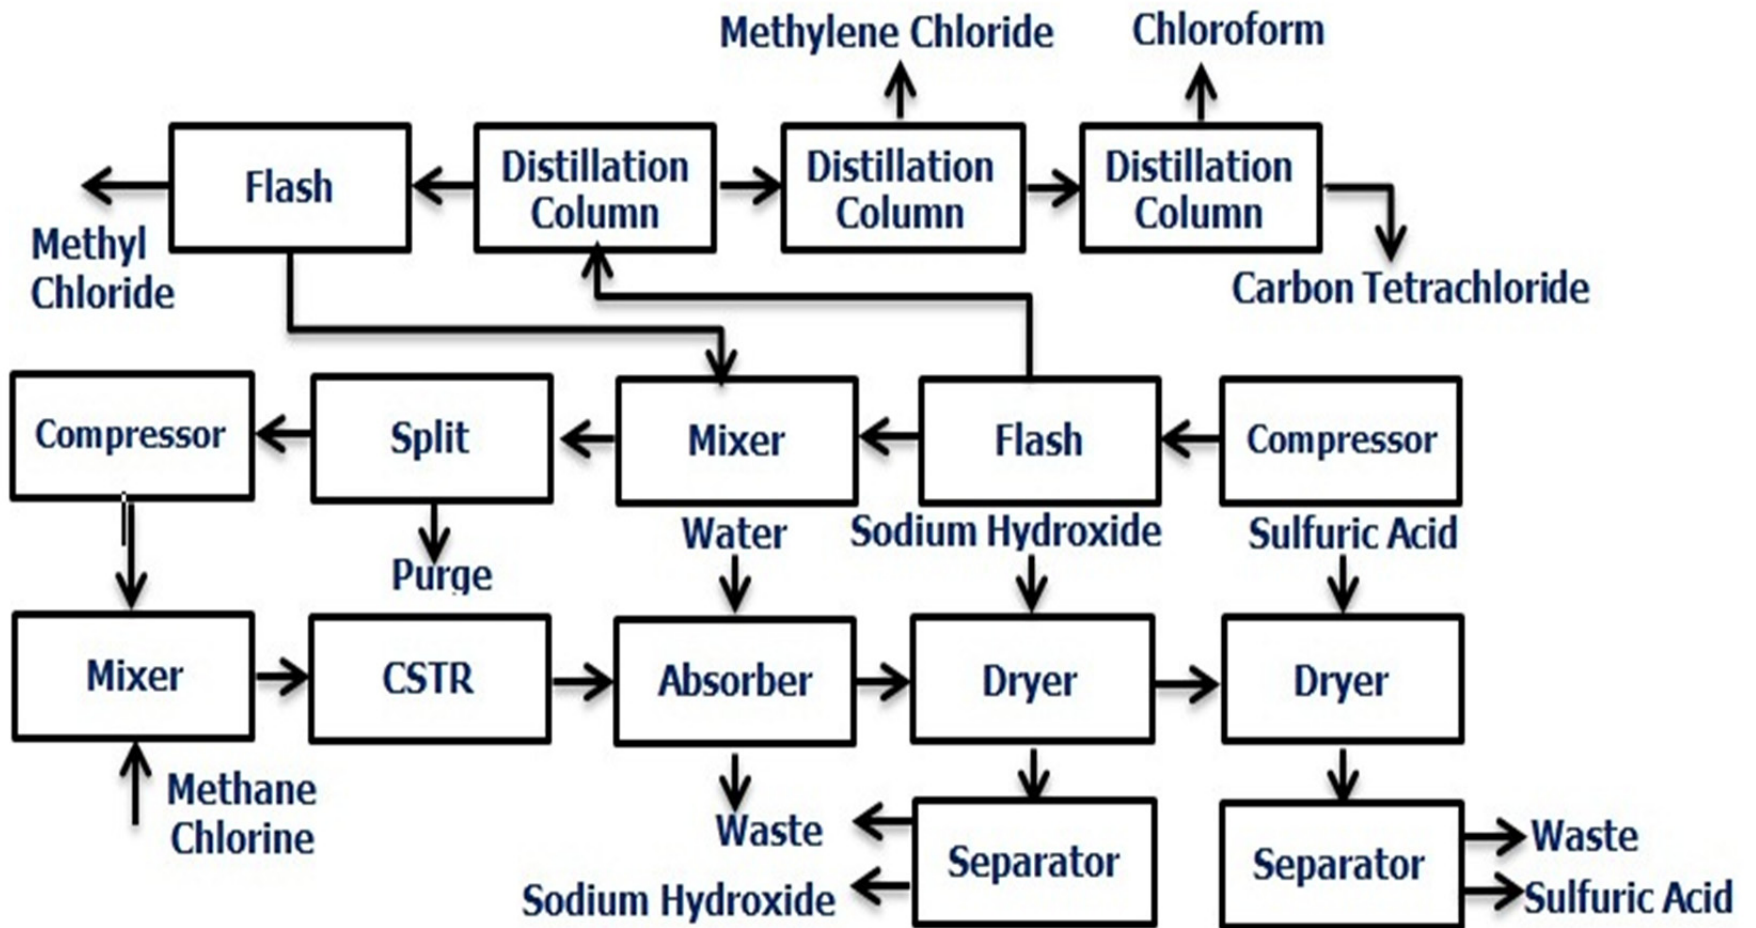 Methylene Chloride
Chloroform
Flash
Distillation
Column
Distillation
Column
Distillation
Column
Methyl
Chloride
Carbon Tetrachloride
Compressor
Split
Mixer
Flash
Compressor
Purge
Water
Sodium Hydroxide
Sulfuric Acid
Mixer
CSTR
Absorber
Dryer
Dryer
Methane
Chlorine
Waste
Sodium Hydroxide
Separator
Separator
Waste
Sulfuric Acid